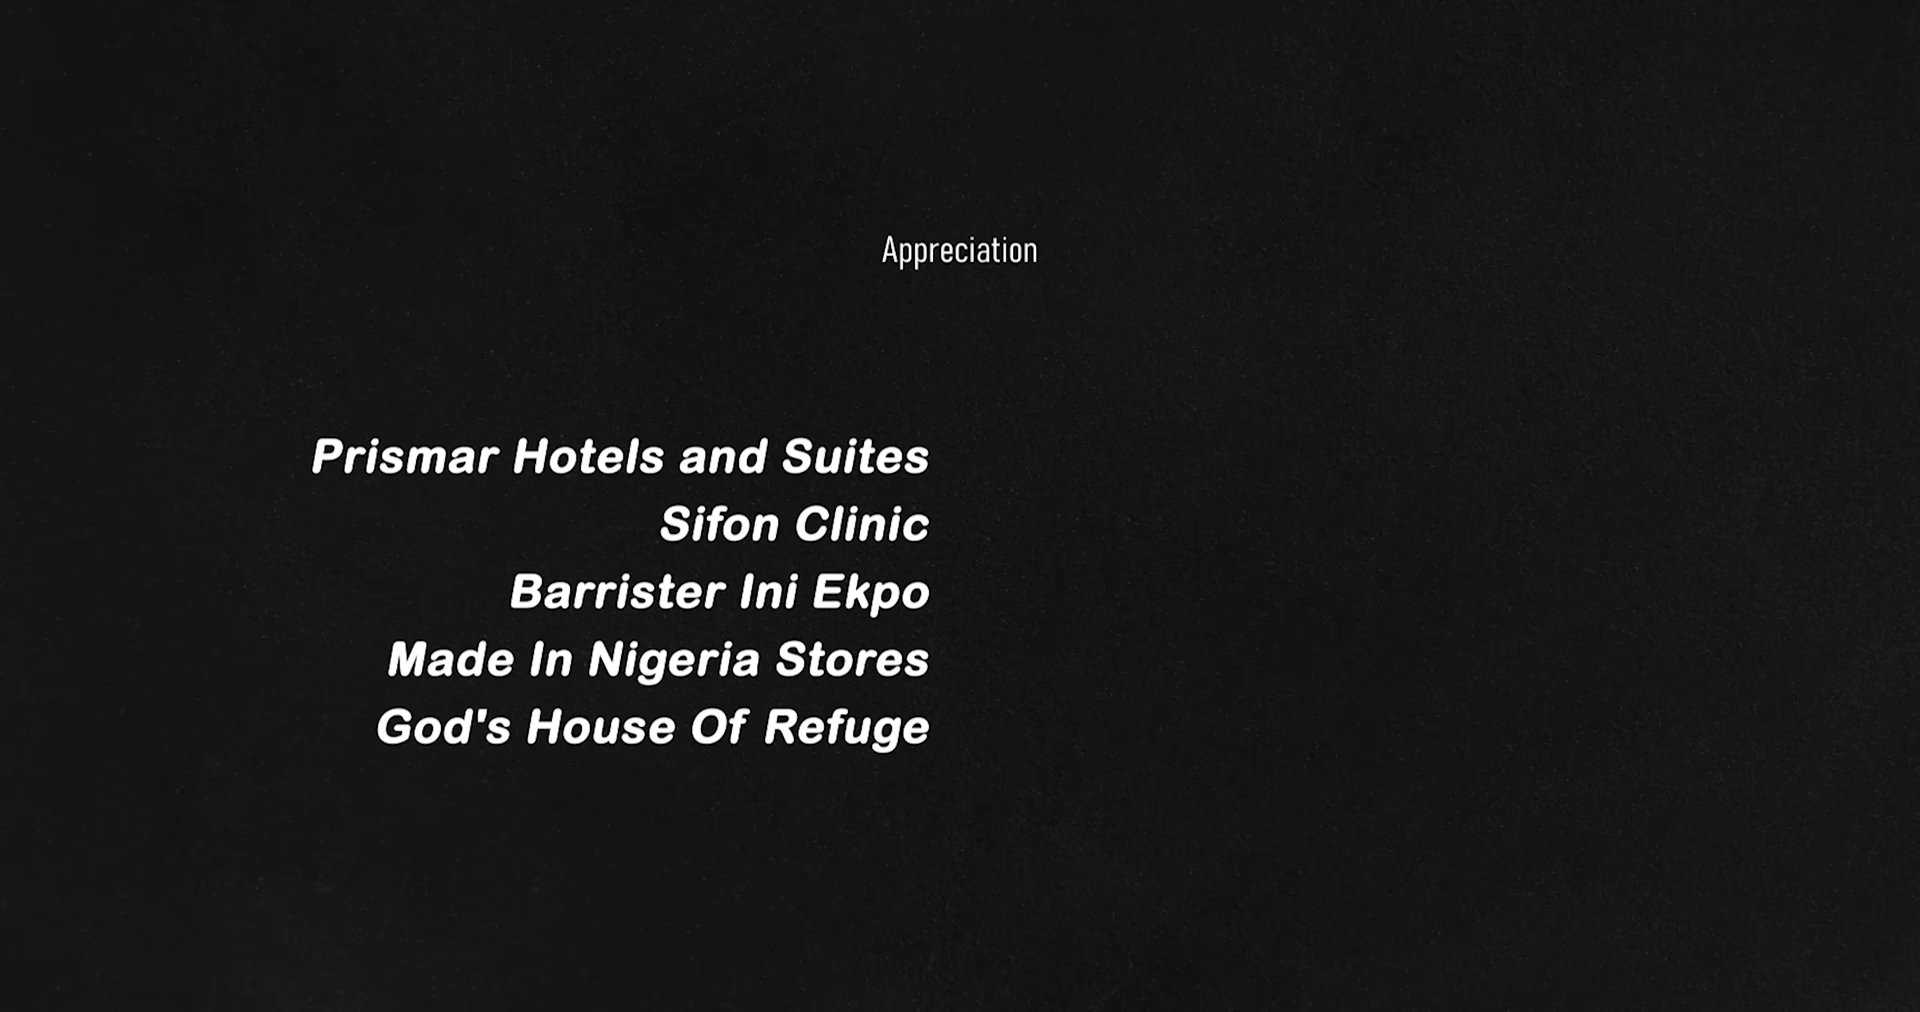 Appreciation
Prismar Hotels and Suites
Sifon Clinic
Barrister Ini Ekpo
Made In Nigeria Stores
God's House Of Refuge